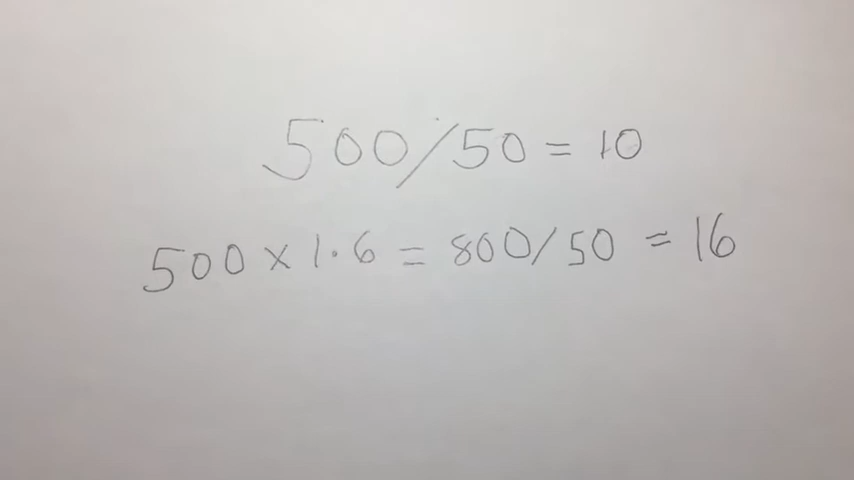 500/50 = 10
500 x 1.6 = 800/50 = 16